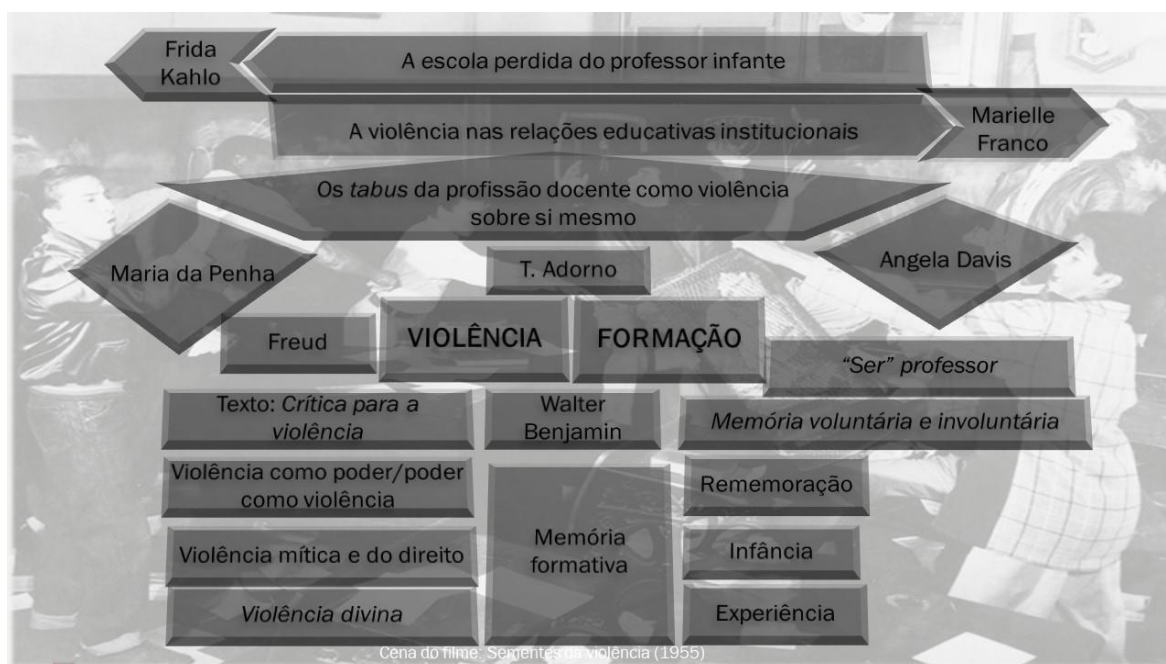 Frida
Kahlo
A escola perdida do professor infante
A violência nas relações educativas institucionais
Marielle
Franco
Os tabus da profissão docente como violência
sobre si mesmo
Maria da Penha
T. Adorno
Angela Davis
Freud
VIOLÊNCIA
FORMAÇÃO
“Ser” professor
Texto: Crítica para a
violência
Walter
Benjamin
Memória voluntária e involuntária
Violência como poder/poder
como violência
Rememoração
Memória
formativa
Violência mítica e do direito
Infância
Violência divina
Experiência
Cena do filme: Sementes da violência (1955)